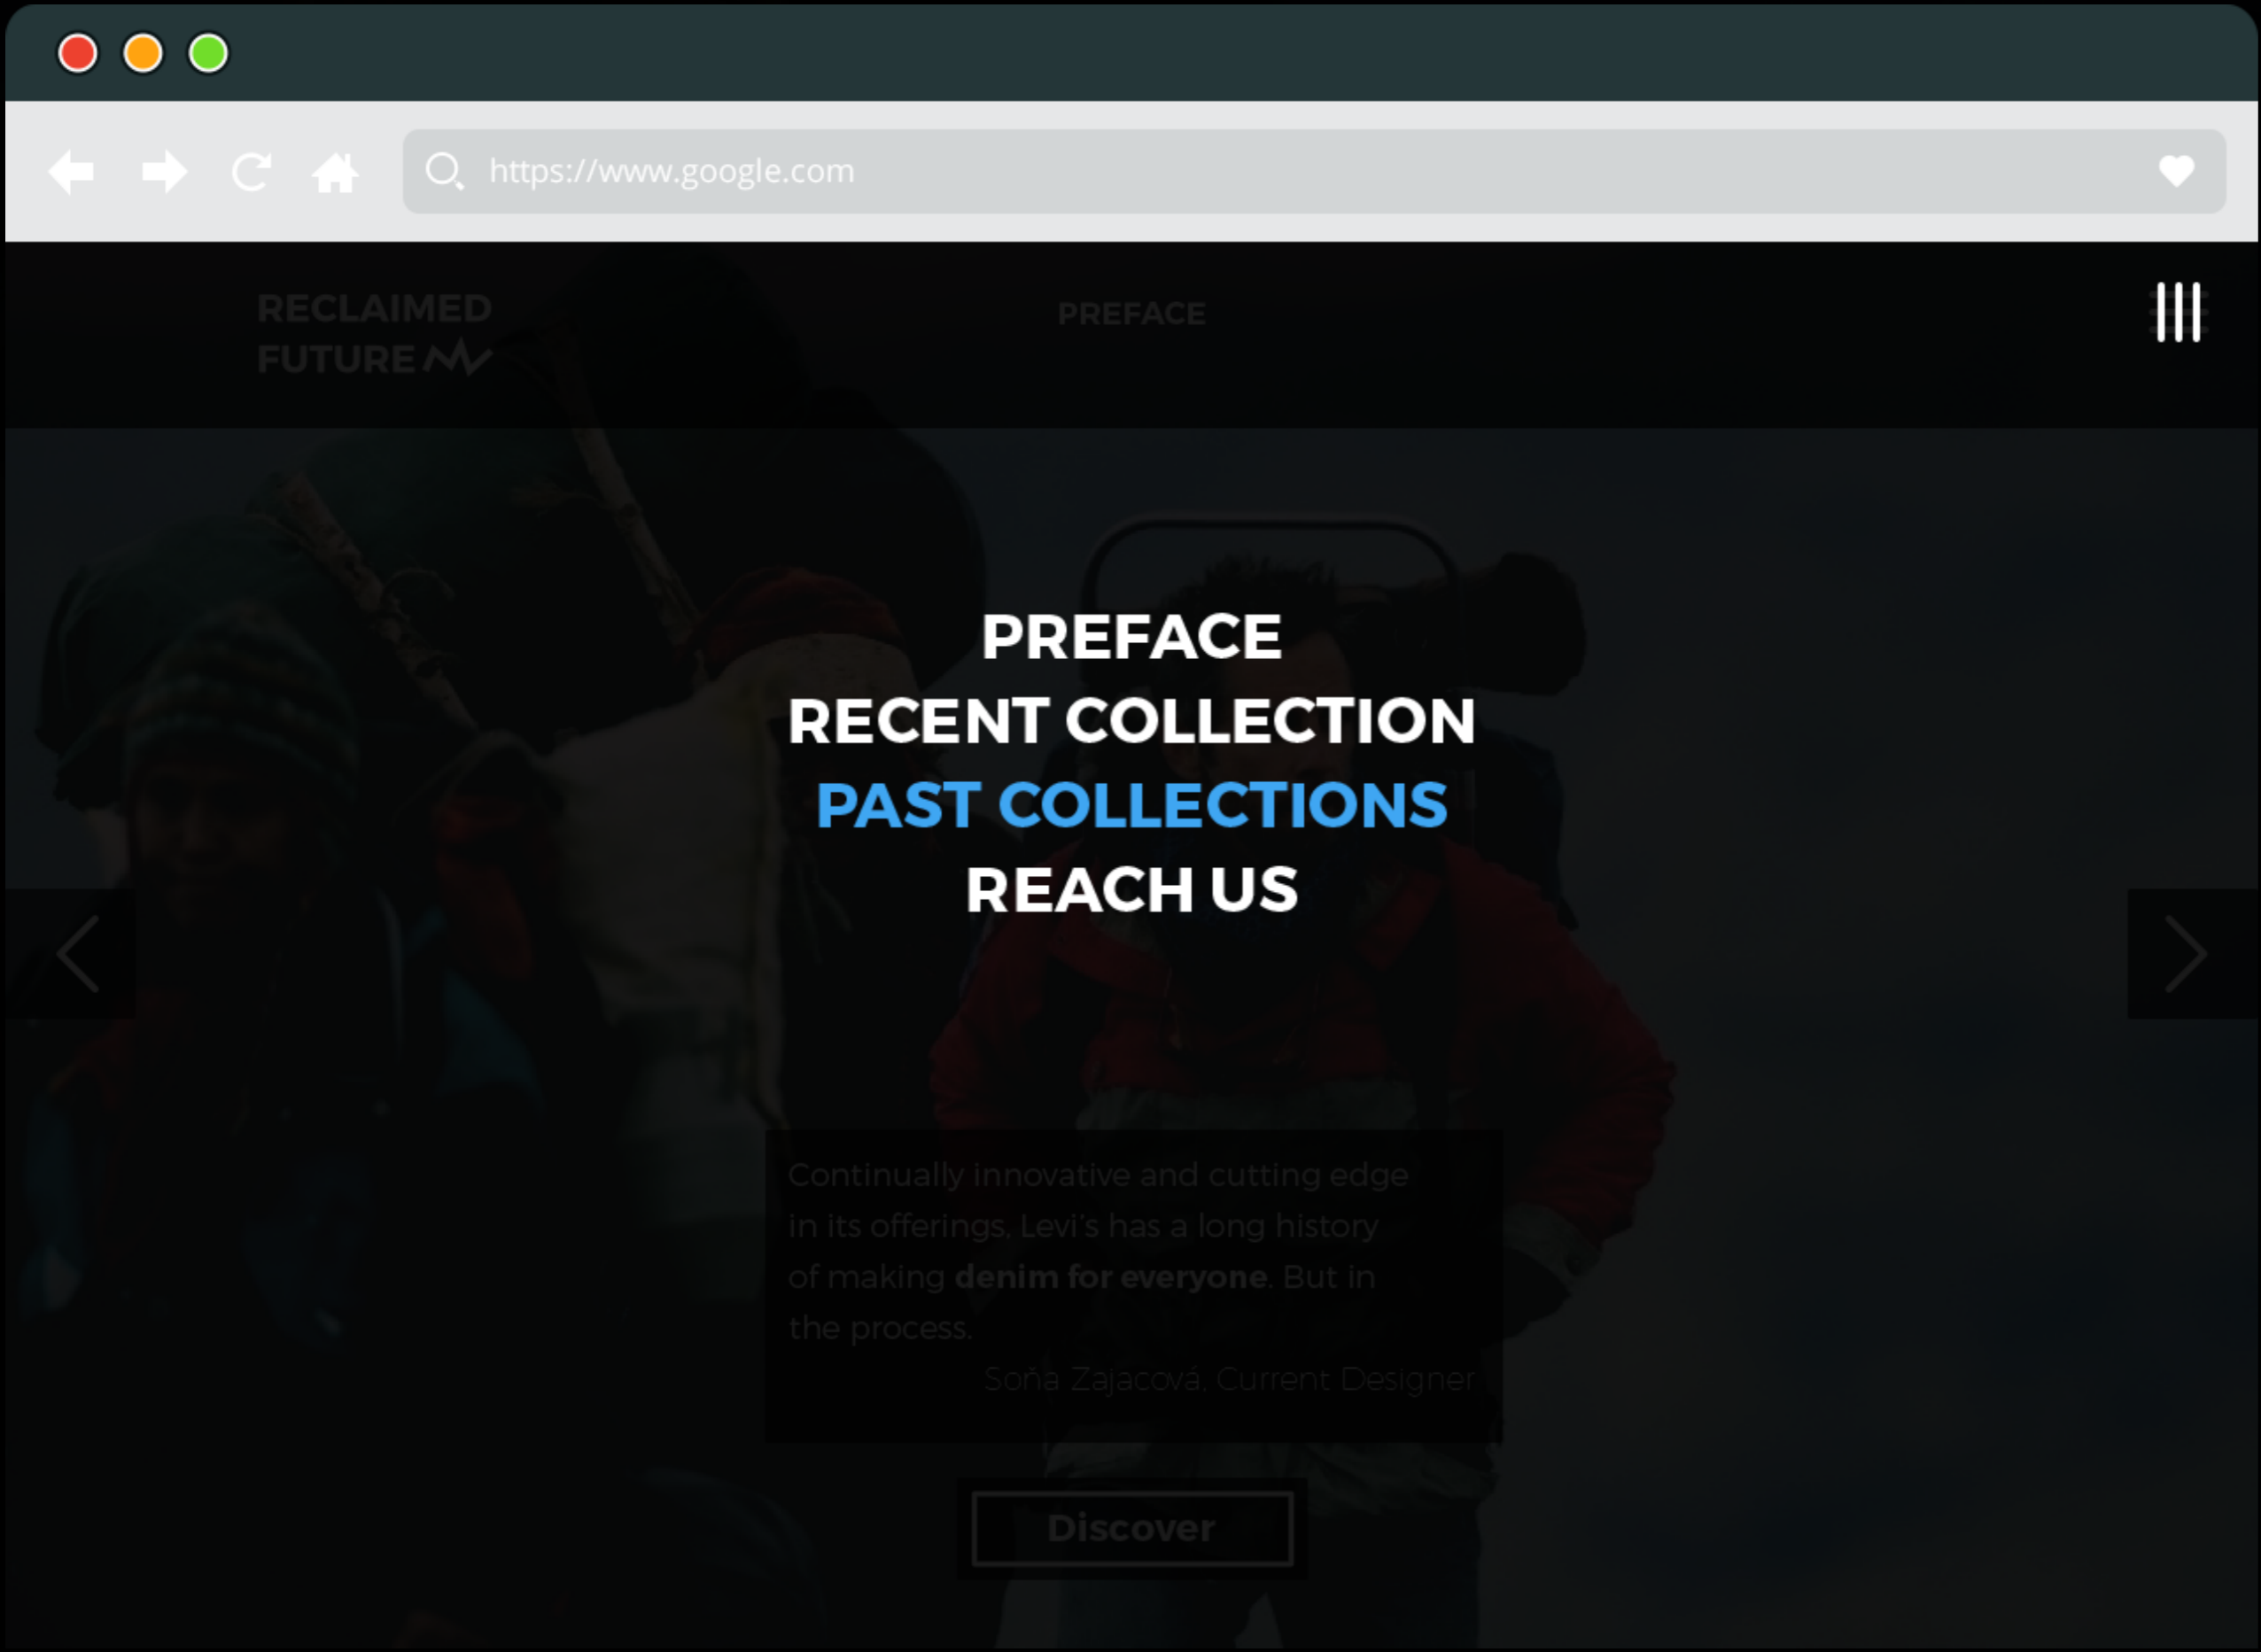 https://www.google.com
RECLAIMED
FUTURE
PREFACE
PREFACE
RECENT COLLECTION
PAST COLLECTIONS
REACH US
Continually innovative and cutting edge
in its offerings, Levi's has a long history
of making denim for everyone. But in
the process.
Soňa Zajacová, Current Designer
Discover